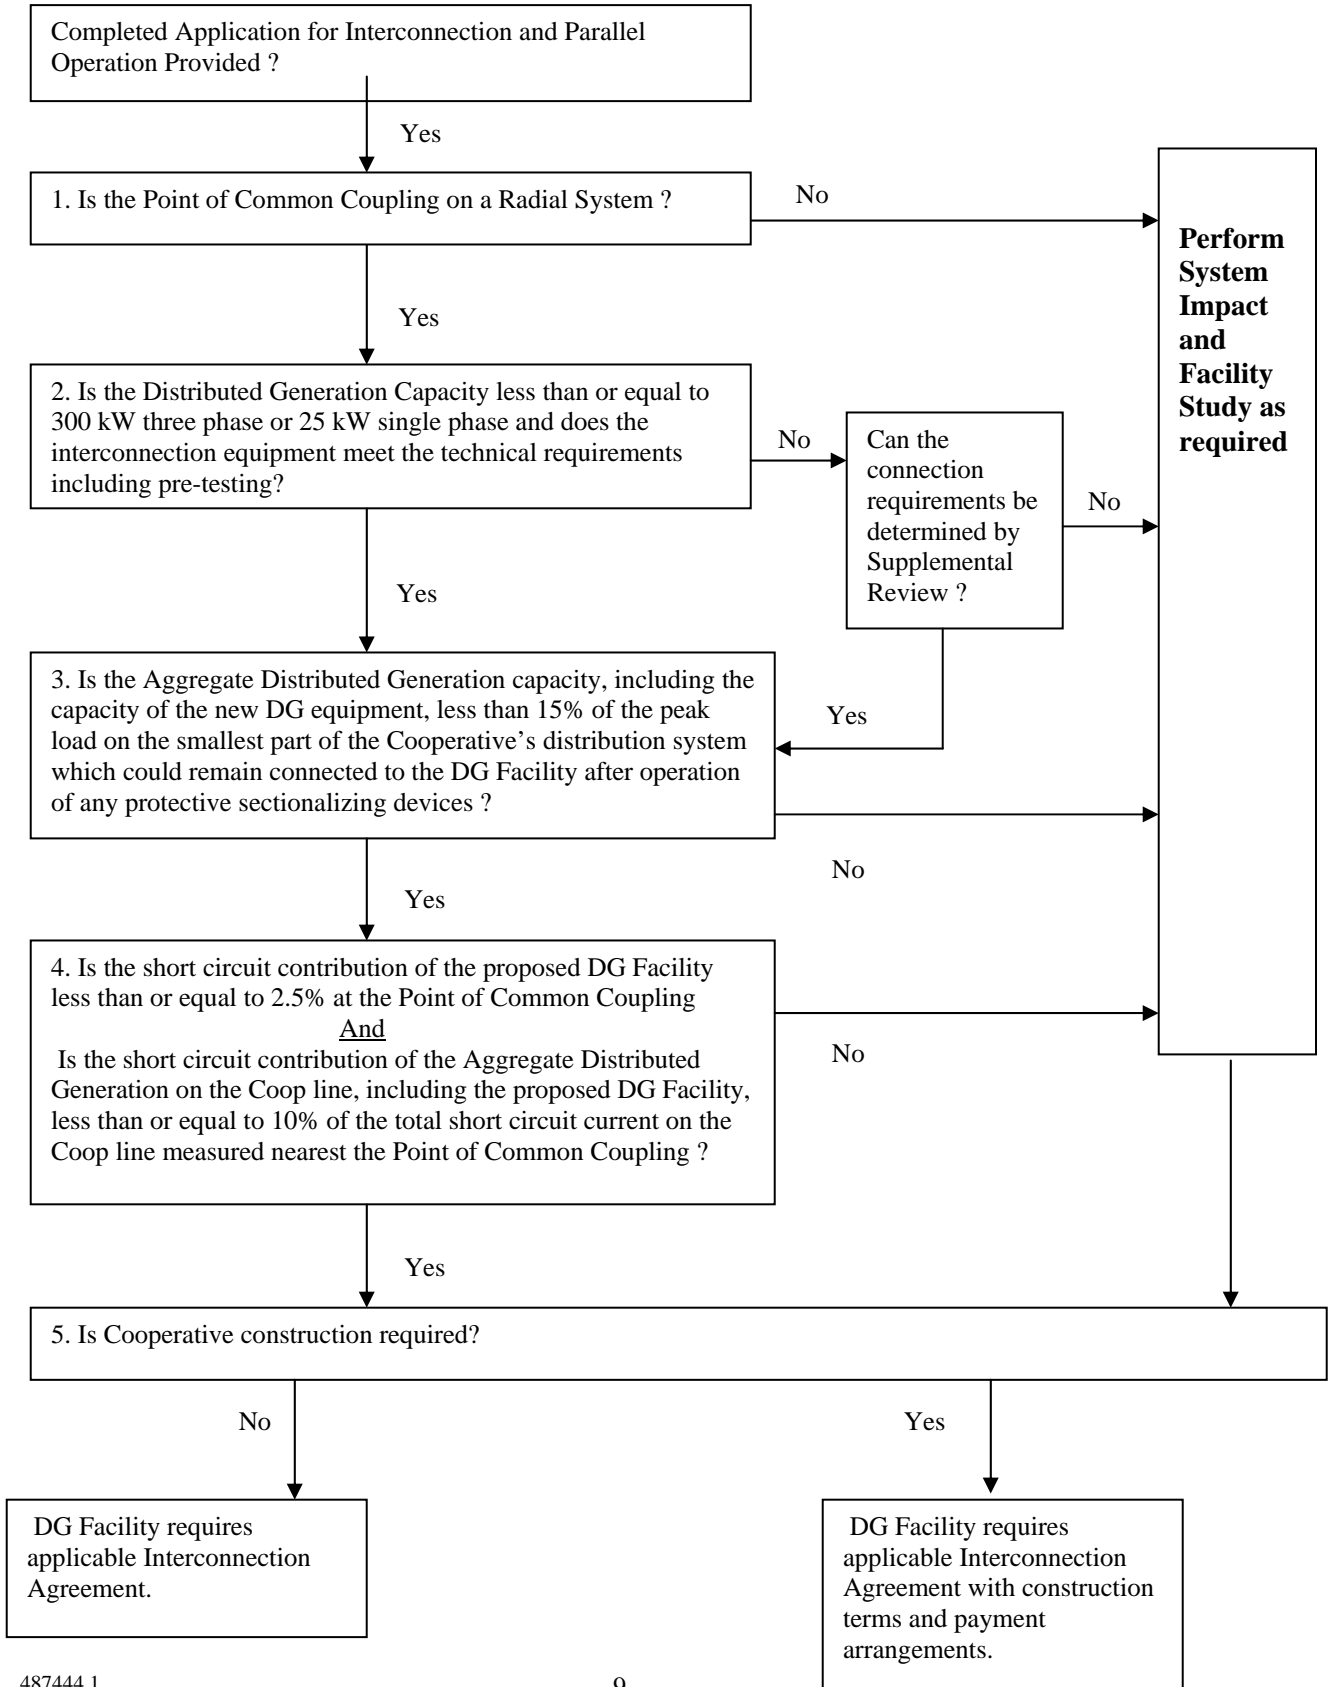 Completed Application for Interconnection and Parallel
Operation Provided ?
Yes
1. Is the Point of Common Coupling on a Radial System ?
No
Perform
System
Impact
and
Facility
Study as
required
Yes
2. Is the Distributed Generation Capacity less than or equal to
300 kW three phase or 25 kW single phase and does the
interconnection equipment meet the technical requirements
including pre-testing?
No
Can the
connection
requirements be
determined by
Supplemental
Review ?
No
Yes
3. Is the Aggregate Distributed Generation capacity, including the
capacity of the new DG equipment, less than 15% of the peak
load on the smallest part of the Cooperative’s distribution system
which could remain connected to the DG Facility after operation
of any protective sectionalizing devices ?
Yes
No
Yes
4. Is the short circuit contribution of the proposed DG Facility
less than or equal to 2.5% at the Point of Common Coupling
And
Is the short circuit contribution of the Aggregate Distributed
Generation on the Coop line, including the proposed DG Facility,
less than or equal to 10% of the total short circuit current on the
Coop line measured nearest the Point of Common Coupling ?
No
Yes
5. Is Cooperative construction required?
No
Yes
DG Facility requires
applicable Interconnection
Agreement.
DG Facility requires
applicable Interconnection
Agreement with construction
terms and payment
arrangements.
487444.1
9